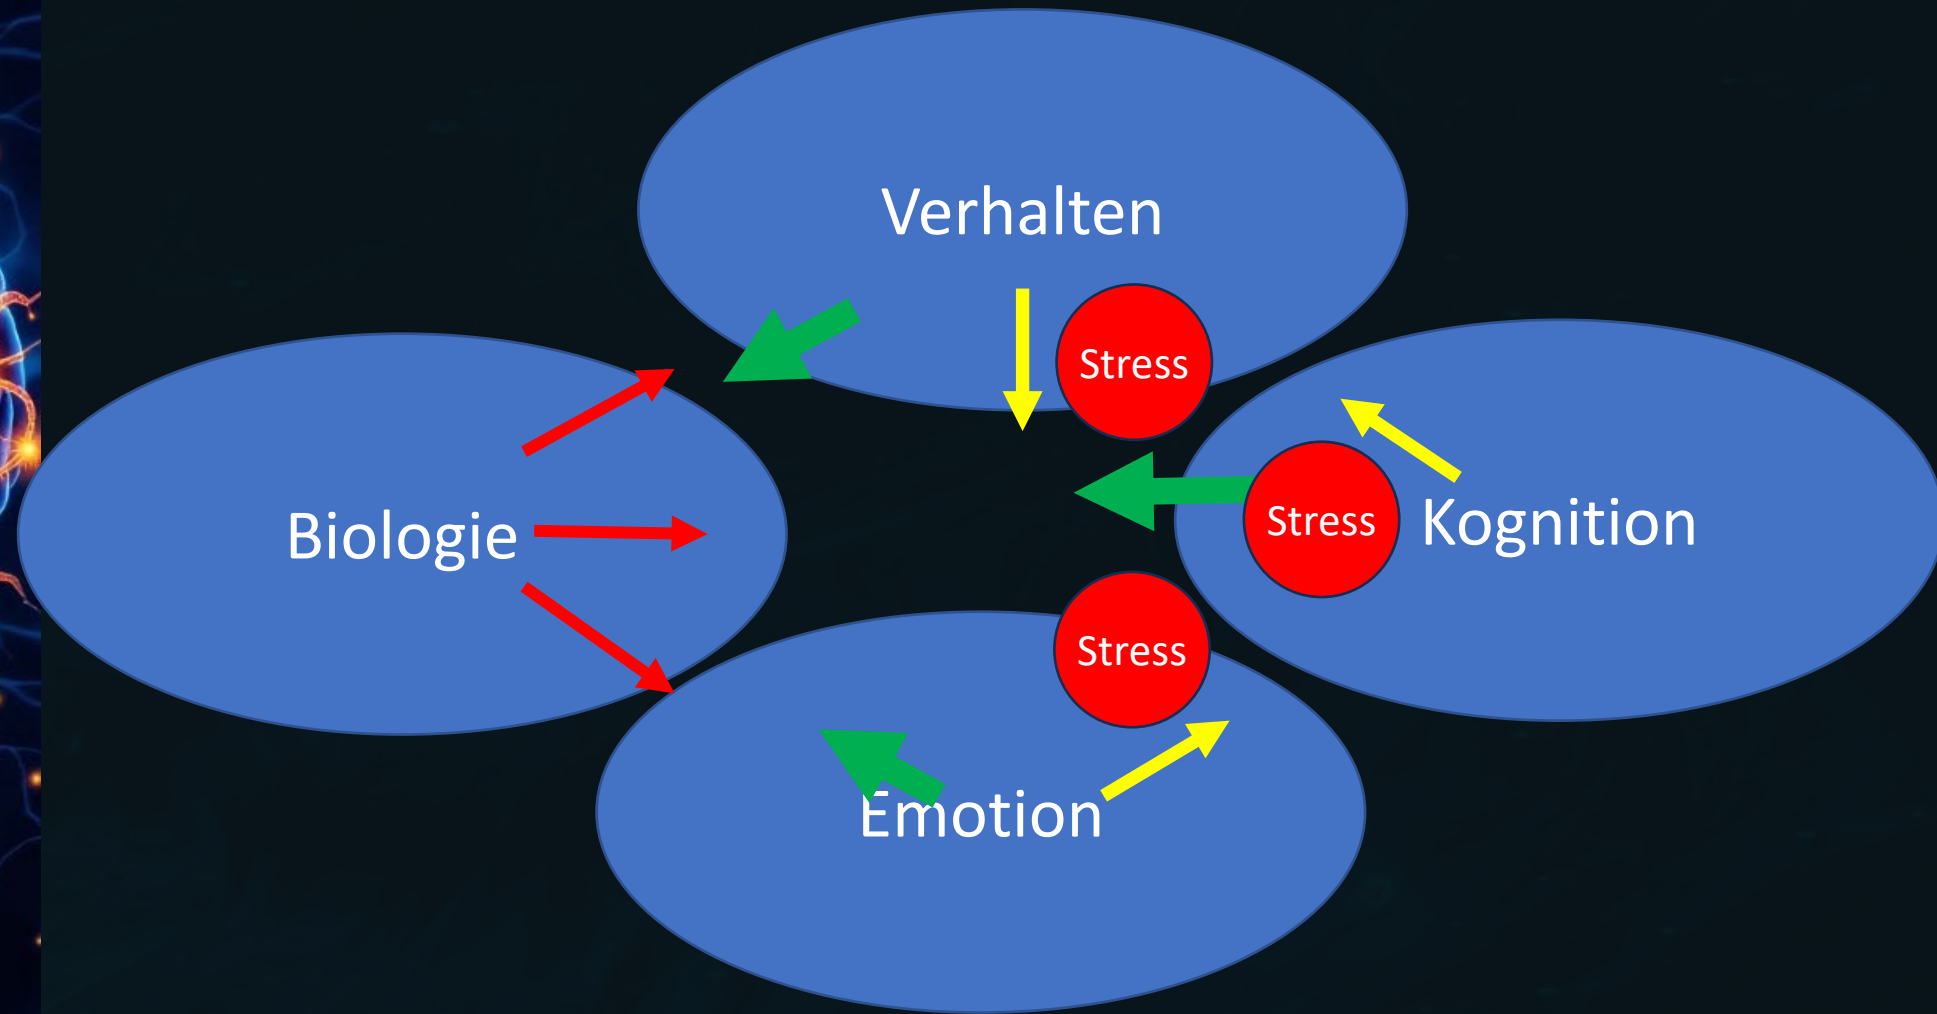 Verhalten
Stress
Biologie
Stress
Kognition
Stress
Emotion